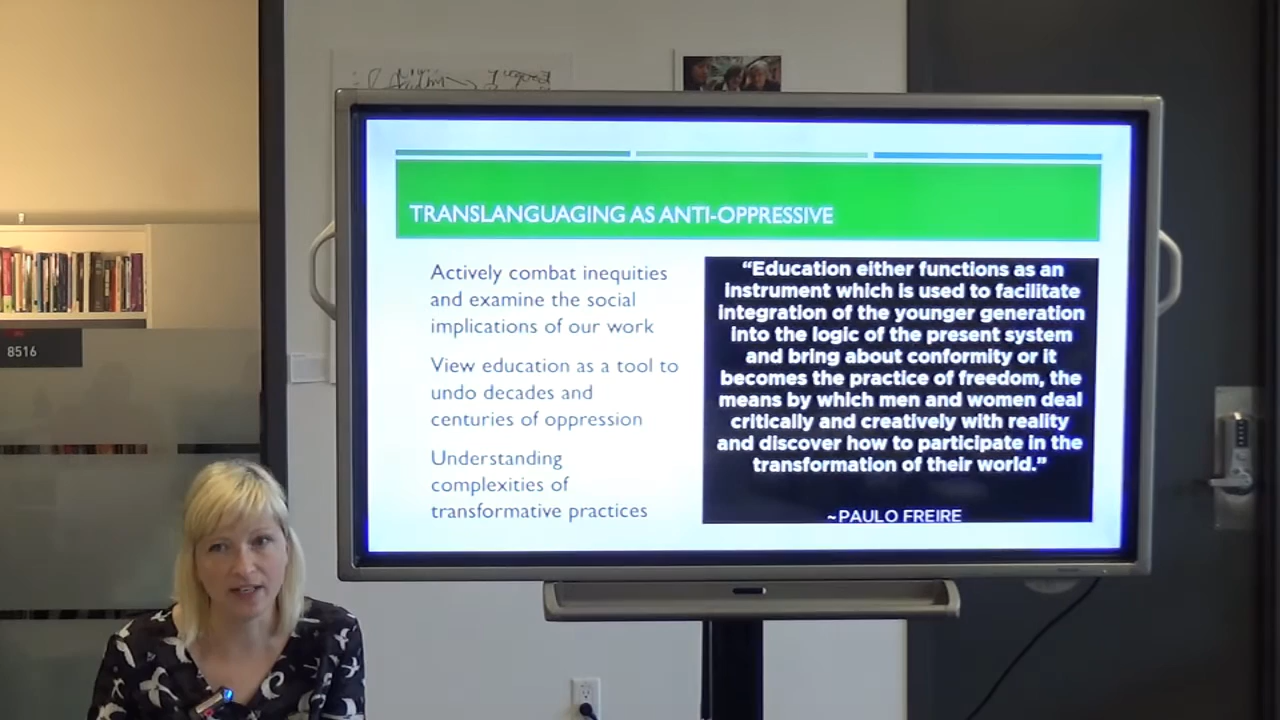 TRANSLANGUAGING AS ANTI-OPPRESSIVE
Actively combat inequities
and examine the social
implications of our work
View education as a tool to
undo decades and
centuries of oppression
Understanding
complexities of
transformative practices
“Education either functions as an
instrument which is used to facilitate
integration of the younger generation
into the logic of the present system
and bring about conformity or it
becomes the practice of freedom, the
means by which men and women deal
critically and creatively with reality
and discover how to participate in the
transformation of their world.”
~PAULO FREIRE
8516